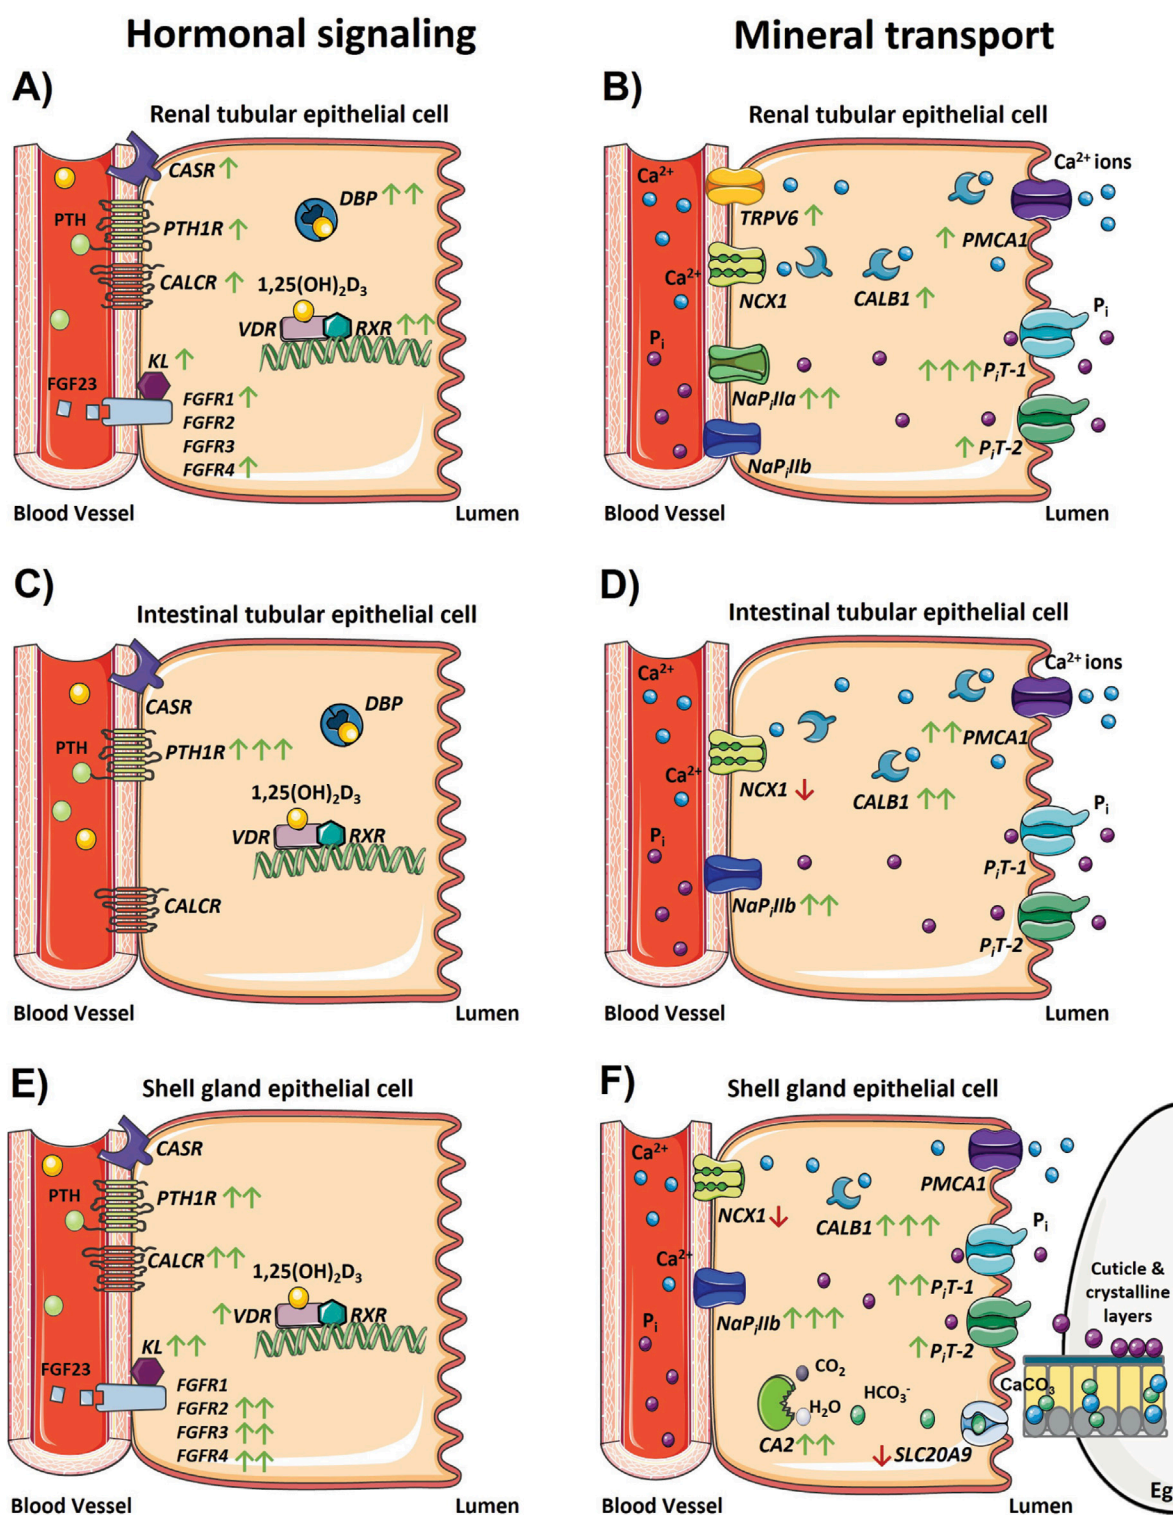 Hormonal signaling
Mineral transport
A)
Renal tubular epithelial cell
CASR
PTH
PTH1R
DBP
CALCR
1,25(OH)₂D₃
VDR
RXR
KL
FGF23
FGFR1
FGFR2
FGFR3
FGFR4
Blood Vessel
Lumen
B)
Renal tubular epithelial cell
Ca²⁺
Ca²⁺ ions
TRPV6
PMCA1
Ca²⁺
NCX1
CALB1
Pᵢ
Pᵢ
PᵢT-1
NaPᵢIIa
PᵢT-2
NaPᵢIIb
Blood Vessel
Lumen
C)
Intestinal tubular epithelial cell
CASR
DBP
PTH
PTH1R
1,25(OH)₂D₃
VDR
RXR
CALCR
Blood Vessel
Lumen
D)
Intestinal tubular epithelial cell
Ca²⁺
Ca²⁺ ions
PMCA1
Ca²⁺
NCX1
CALB1
Pᵢ
Pᵢ
PᵢT-1
NaPᵢIIb
PᵢT-2
Blood Vessel
Lumen
E)
Shell gland epithelial cell
CASR
PTH
PTH1R
CALCR
1,25(OH)₂D₃
VDR
RXR
KL
FGF23
FGFR1
FGFR2
FGFR3
FGFR4
Blood Vessel
Lumen
F)
Shell gland epithelial cell
Ca²⁺
PMCA1
NCX1
CALB1
Pᵢ
Ca²⁺
PᵢT-1
NaPᵢIIb
Pᵢ
PᵢT-2
Cuticle &
crystalline
layers
CO₂
H₂O
HCO₃⁻
CaCO₃
CA2
SLC20A9
Blood Vessel
Lumen
Eg